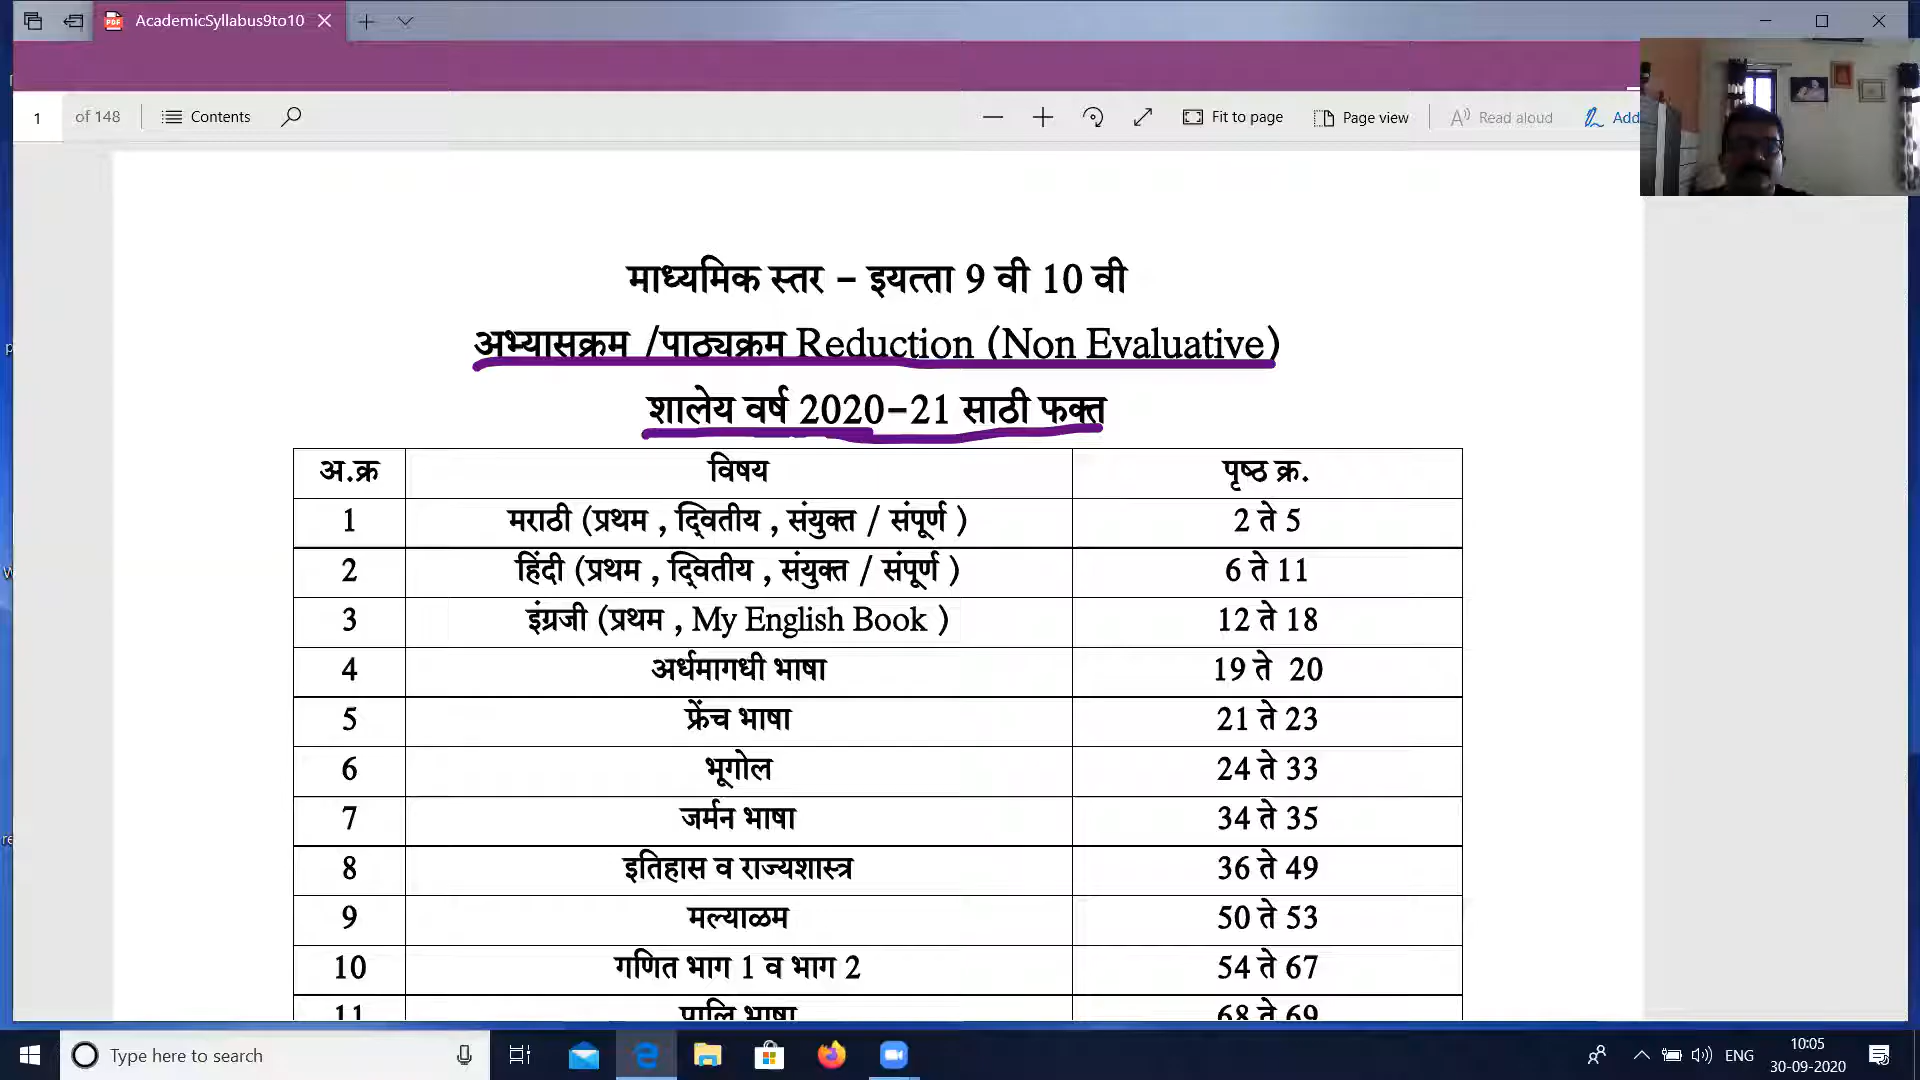 AcademicSyllabus9to10
1 of 148 Contents Fit to page Page view Read aloud Add
माध्यमिक स्तर – इयत्ता 9 वी 10 वी
अभ्यासक्रम /पाठ्यक्रम Reduction (Non Evaluative)
शालेय वर्ष 2020–21 साठी फक्त
अ.क्र विषय पृष्ठ क्र.
1 मराठी (प्रथम , द्वितीय , संयुक्त / संपूर्ण ) 2 ते 5
2 हिंदी (प्रथम , द्वितीय , संयुक्त / संपूर्ण ) 6 ते 11
3 इंग्रजी (प्रथम , My English Book ) 12 ते 18
4 अर्धमागधी भाषा 19 ते 20
5 फ्रेंच भाषा 21 ते 23
6 भूगोल 24 ते 33
7 जर्मन भाषा 34 ते 35
8 इतिहास व राज्यशास्त्र 36 ते 49
9 मल्याळम 50 ते 53
10 गणित भाग 1 व भाग 2 54 ते 67
11 पालि भाषा 68 ते 69
Type here to search
ENG
10:05
30-09-2020